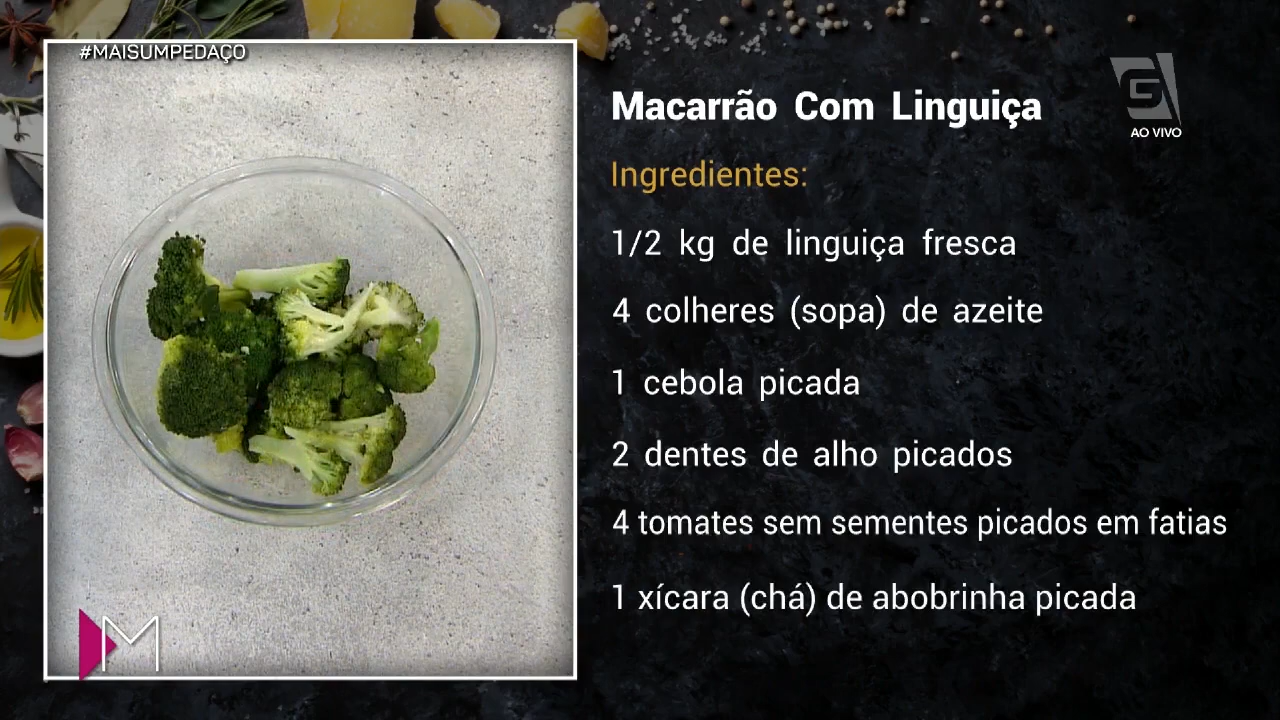 #MAISUMPEDAÇO
Macarrão Com Linguiça
G
AO VIVO
Ingredientes:
1/2 kg de linguiça fresca
4 colheres (sopa) de azeite
1 cebola picada
2 dentes de alho picados
4 tomates sem sementes picados em fatias
1 xícara (chá) de abobrinha picada
M